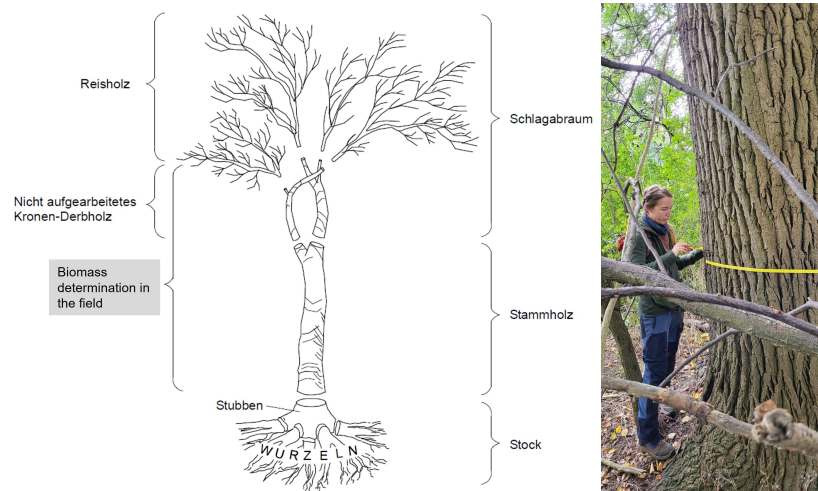 Reisholz
Schlagabraum
Nicht aufgearbeitetes
Kronen-Derbholz
Biomass
determination in
the field
Stammholz
Stubben
WURZELN
Stock